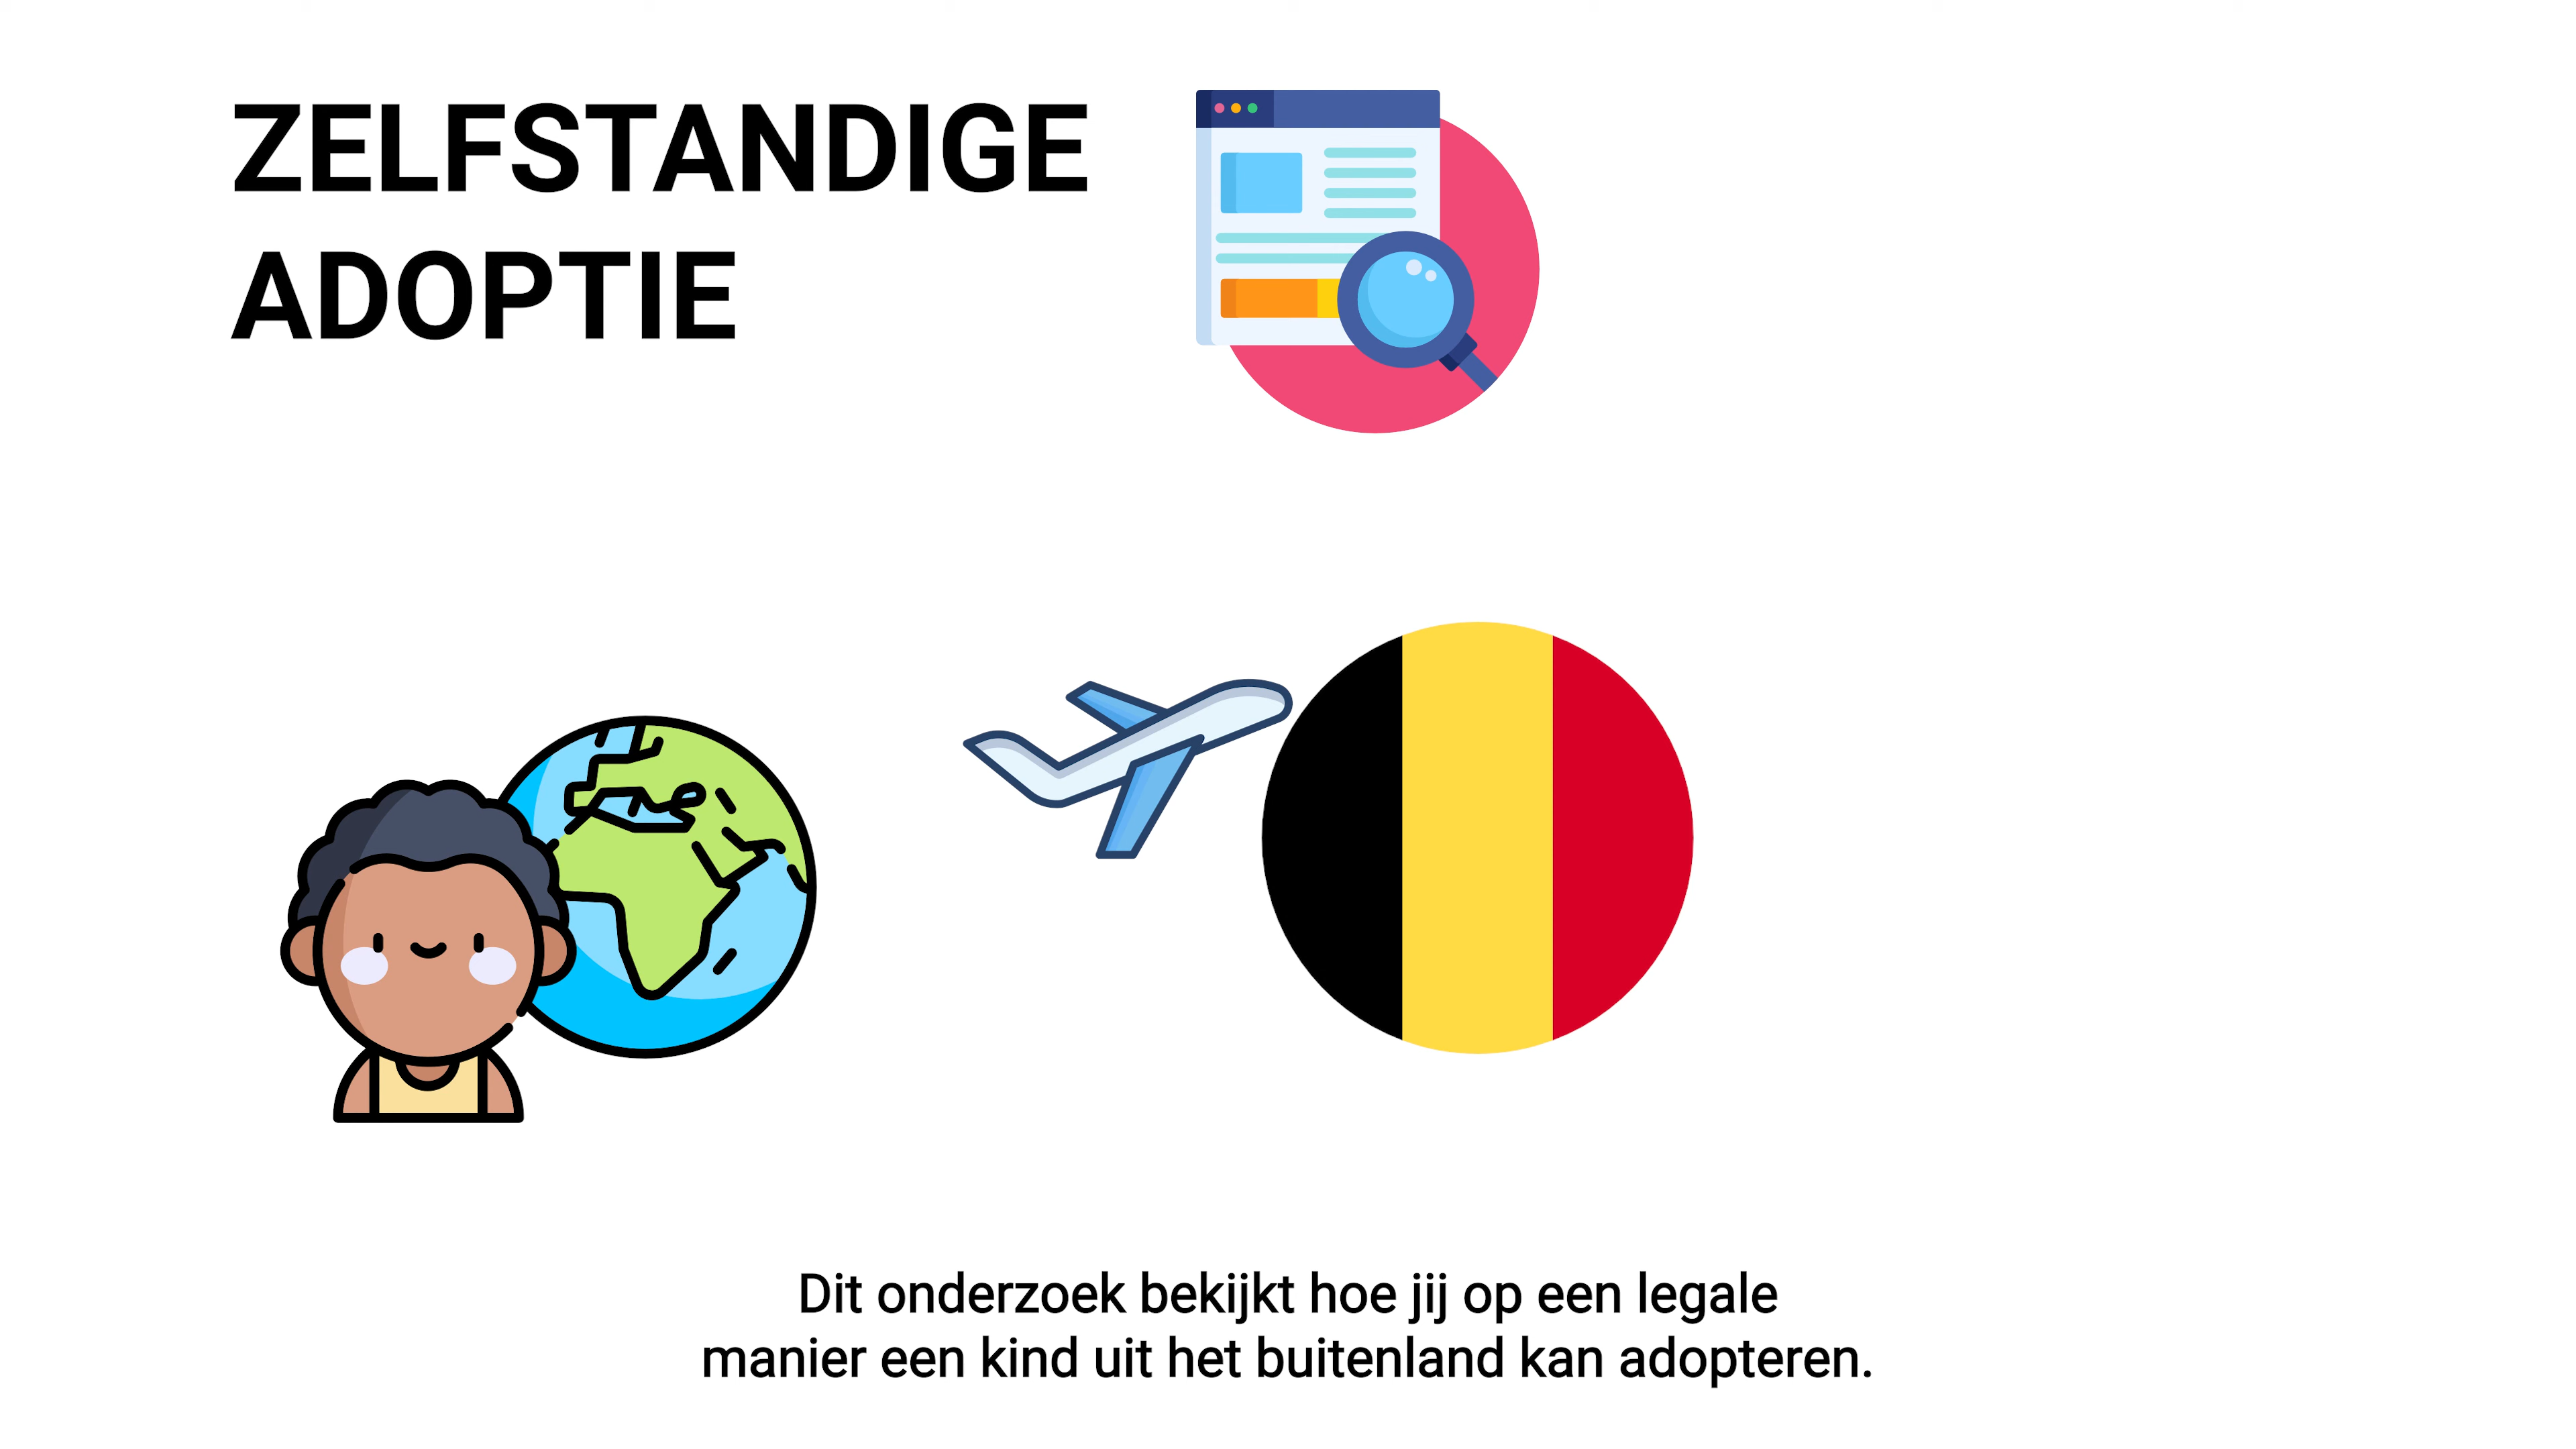 ZELFSTANDIGE
ADOPTIE
Dit onderzoek bekijkt hoe jij op een legale
manier een kind uit het buitenland kan adopteren.